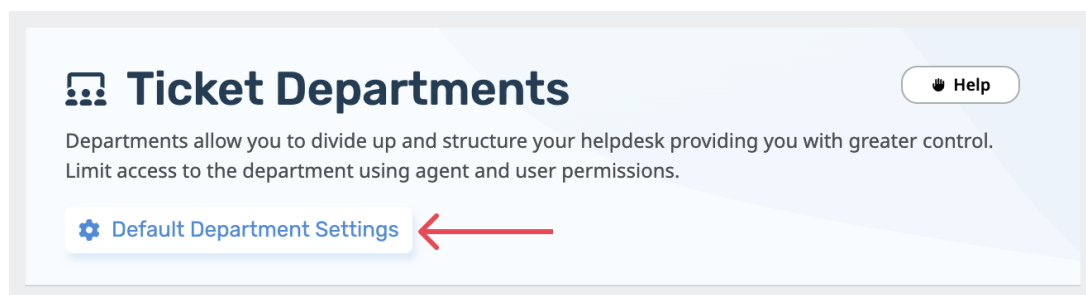 Ticket Departments
Help
Departments allow you to divide up and structure your helpdesk providing you with greater control.
Limit access to the department using agent and user permissions.
Default Department Settings